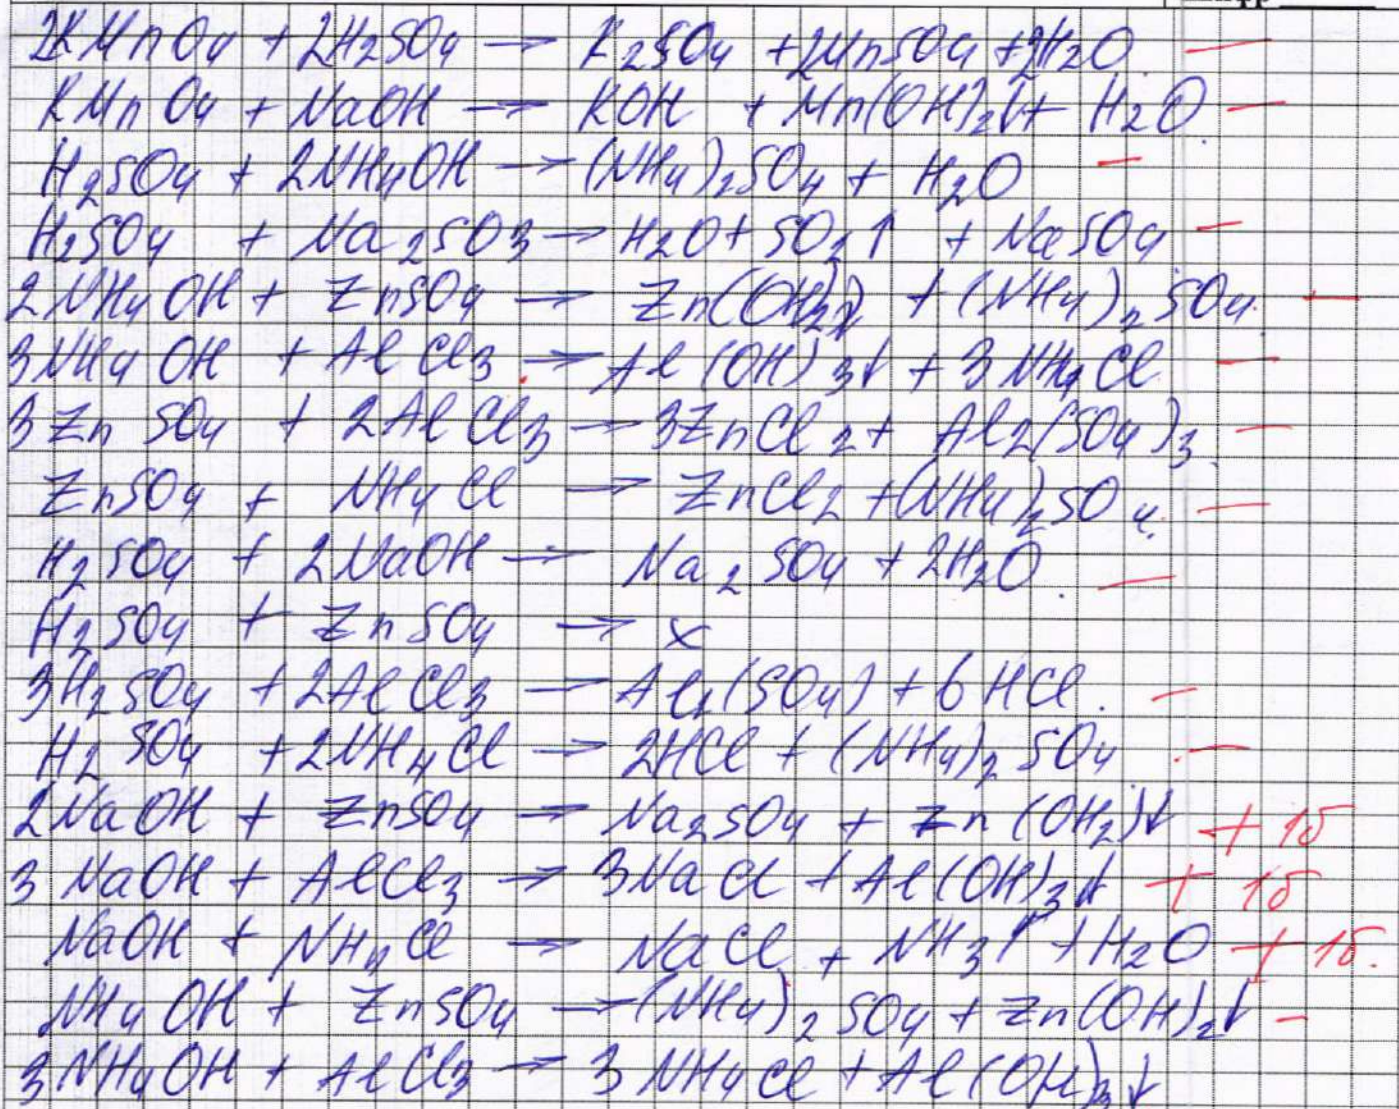 2KMnO4 + 2H2SO4 → K2SO4 + 2MnSO4 + 2H2O –
KMnO4 + NaOH → KOH + Mn(OH)2↓ + H2O –
H2SO4 + 2NH4OH → (NH4)2SO4 + H2O –
H2SO4 + Na2SO3 → H2O + SO2↑ + NaSO4 –
2NH4OH + ZnSO4 → Zn(OH)2↓ + (NH4)2SO4. –
3NH4OH + AlCl3 → Al(OH)3↓ + 3NH4Cl –
3ZnSO4 + 2AlCl3 → 3ZnCl2 + Al2(SO4)3. –
ZnSO4 + NH4Cl → ZnCl2 + (NH4)2SO4. –
H2SO4 + 2NaOH → Na2SO4 + 2H2O. –
H2SO4 + ZnSO4 → x
3H2SO4 + 2AlCl3 → Al2(SO4) + 6HCl. –
H2SO4 + 2NH4Cl → 2HCl + (NH4)2SO4 –
2NaOH + ZnSO4 → Na2SO4 + Zn(OH2)↓ + 1б
3NaOH + AlCl3 → 3NaCl + Al(OH)3↓ + 1б
NaOH + NH4Cl → NaCl + NH3↑ + H2O + 1б.
NH4OH + ZnSO4 → (NH4)2SO4 + Zn(OH)2↓ –
3NH4OH + AlCl3 → 3NH4Cl + Al(OH)3↓